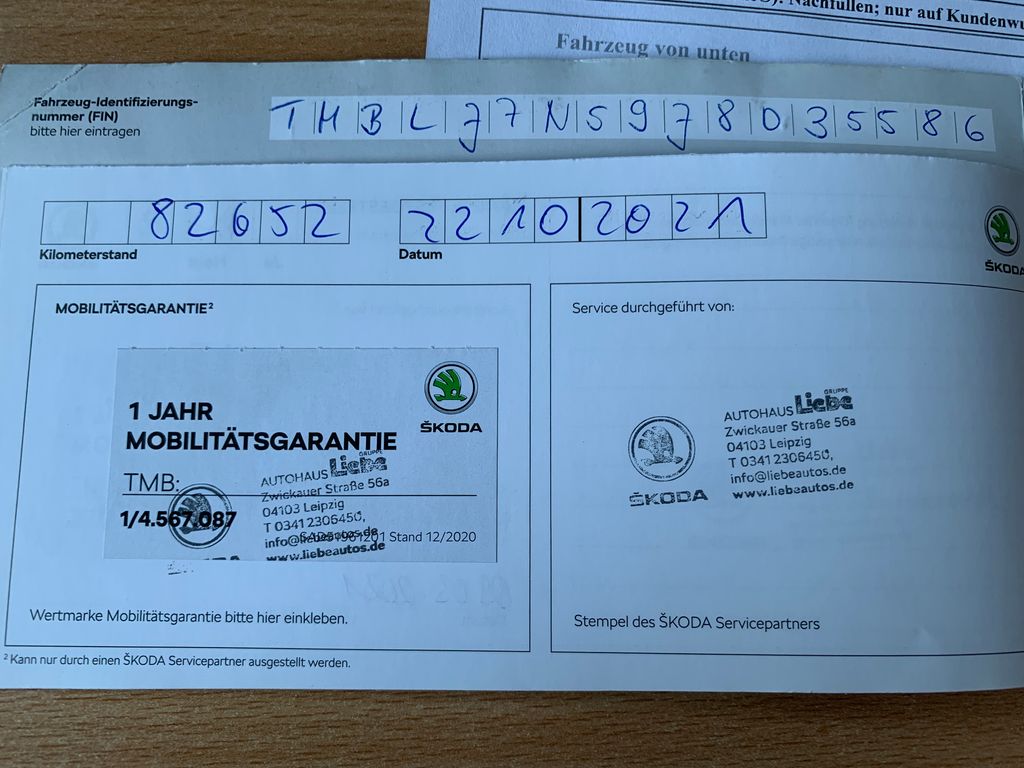 Nachfüllen; nur auf Kundenwu
Fahrzeug von unten
Fahrzeug-Identifizierungs-
nummer (FIN)
bitte hier eintragen
TMBLJ7N59J8035586
82652
22102021
Kilometerstand
Datum
ŠKODA
MOBILITÄTSGARANTIE²
1 JAHR
MOBILITÄTSGARANTIE
ŠKODA
TMB:
1/4.567.087
AUTOHAUS Liebe
GRUPPE
Zwickauer Straße 56a
04103 Leipzig
T 0341 2306450,
info@liebeautos.de
www.liebeautos.de
Stand 12/2020
Wertmarke Mobilitätsgarantie bitte hier einkleben.
Service durchgeführt von:
ŠKODA
GRUPPE
AUTOHAUS Liebe
Zwickauer Straße 56a
04103 Leipzig
T 0341 2306450,
info@liebeautos.de
www.liebeautos.de
Stempel des ŠKODA Servicepartners
² Kann nur durch einen ŠKODA Servicepartner ausgestellt werden.